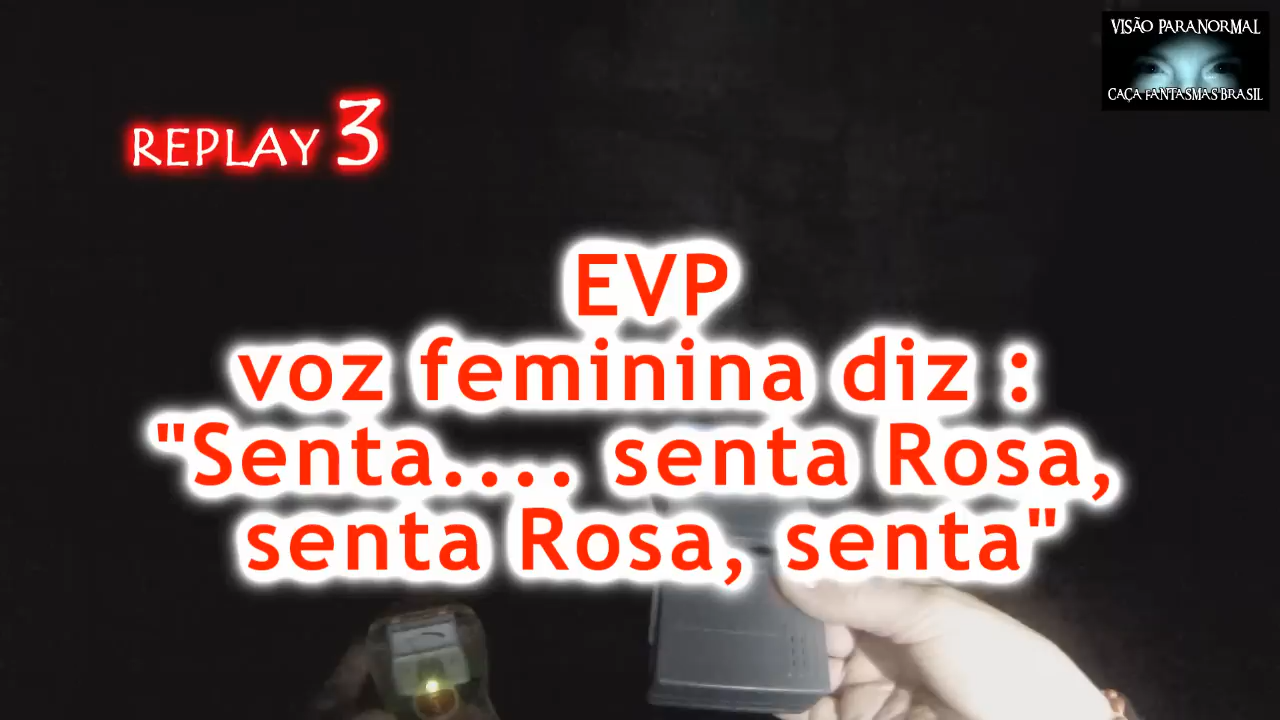 VISÃO PARANORMAL
CAÇA FANTASMAS BRASIL
REPLAY 3
EVP
voz feminina diz :
"Senta.... senta Rosa,
senta Rosa, senta"